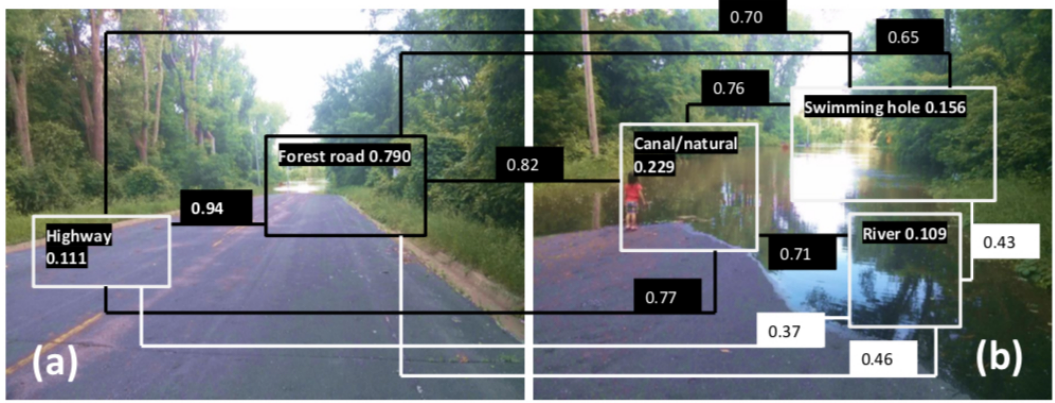 0.70
0.65
0.76
Swimming hole 0.156
Canal/natural
0.229
Forest road 0.790
0.82
0.94
Highway
0.111
River 0.109
0.43
0.71
0.77
0.37
0.46
(a)
(b)